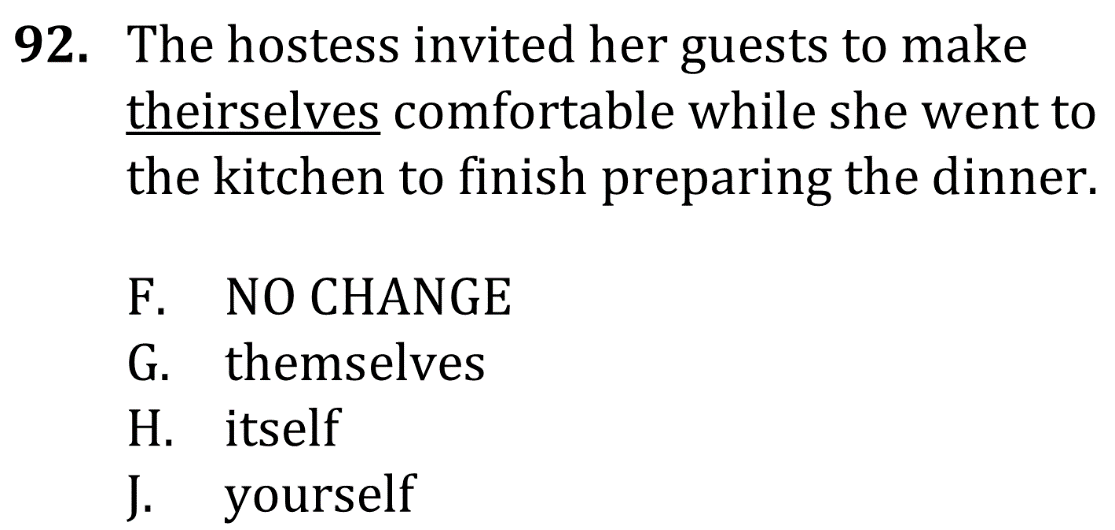 92. The hostess invited her guests to make
theirselves comfortable while she went to
the kitchen to finish preparing the dinner.
F. NO CHANGE
G. themselves
H. itself
J. yourself